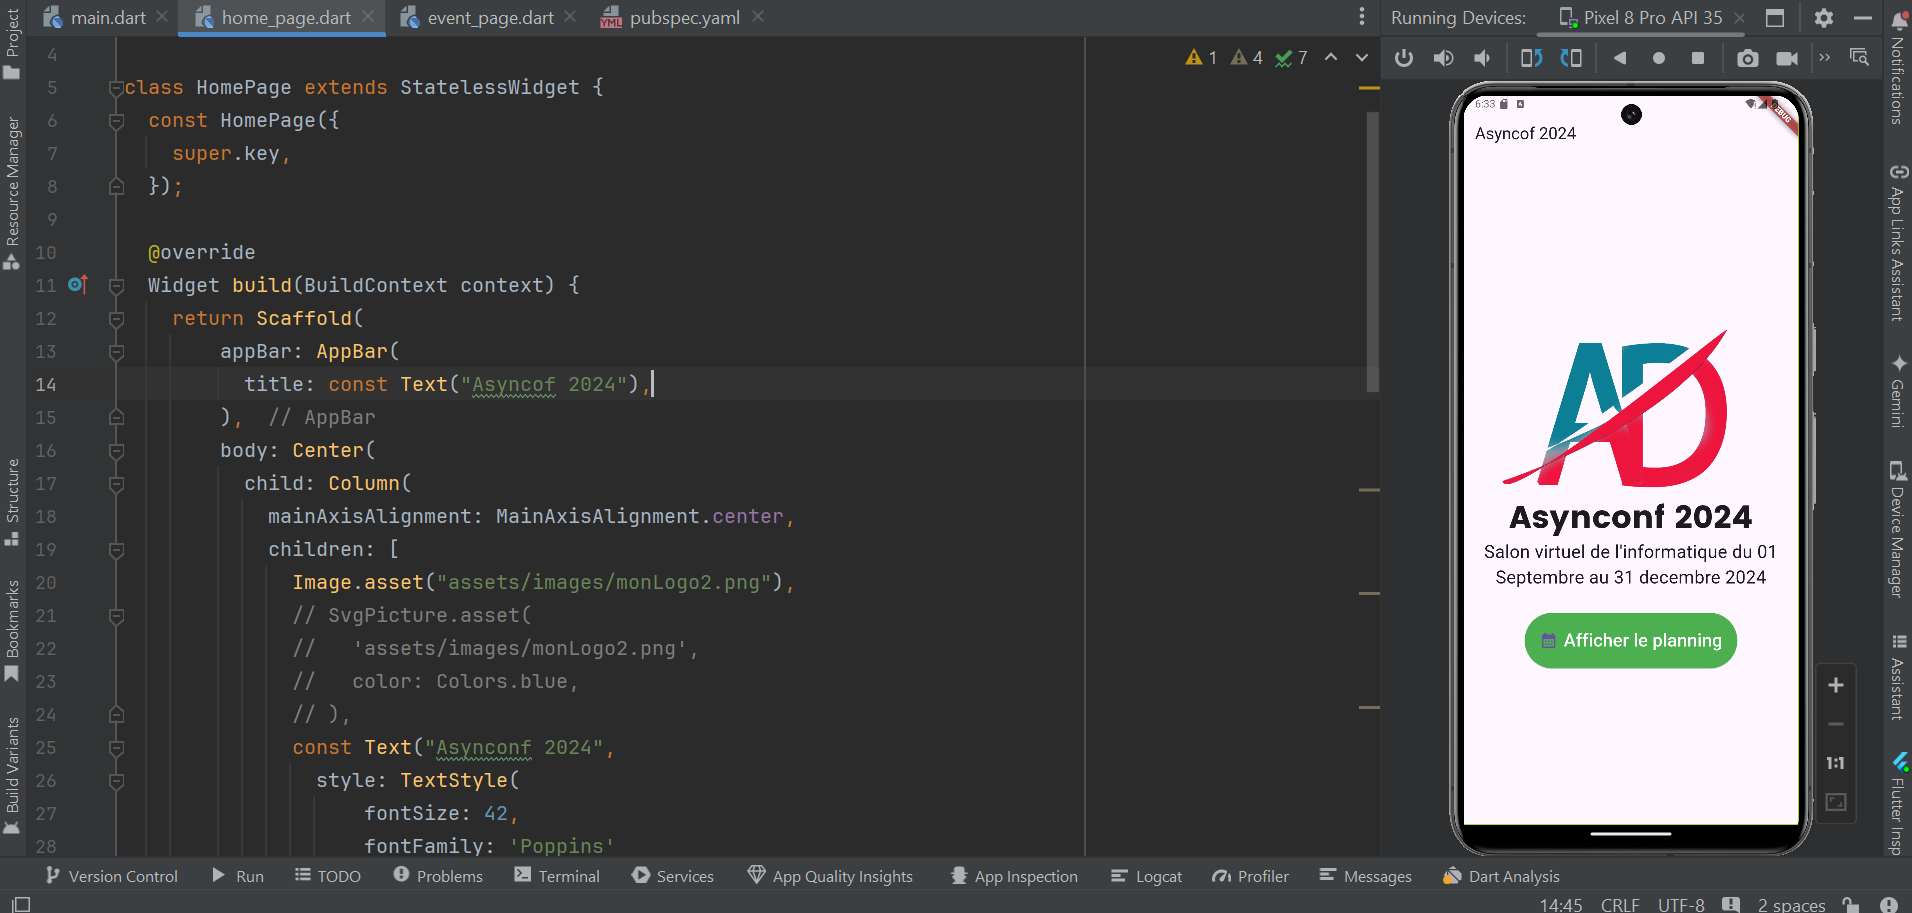 main.dart
home_page.dart
event_page.dart
YML
pubspec.yaml
Running Devices:
Pixel 8 Pro API 35
Project
Resource Manager
Structure
Bookmarks
Build Variants
1 4 7
4
5 class HomePage extends StatelessWidget {
6 const HomePage({
7 super.key,
8 });
9
10 @override
11 Widget build(BuildContext context) {
12 return Scaffold(
13 appBar: AppBar(
14 title: const Text("Asyncof 2024"),
15 ), // AppBar
16 body: Center(
17 child: Column(
18 mainAxisAlignment: MainAxisAlignment.center,
19 children: [
20 Image.asset("assets/images/monLogo2.png"),
21 // SvgPicture.asset(
22 // 'assets/images/monLogo2.png',
23 // color: Colors.blue,
24 // ),
25 const Text("Asynconf 2024",
26 style: TextStyle(
27 fontSize: 42,
28 fontFamily: 'Poppins'
6:33
DEBUG
Asyncof 2024
AD
Asynconf 2024
Salon virtuel de l'informatique du 01
Septembre au 31 decembre 2024
Afficher le planning
1:1
Notifications
App Links Assistant
Gemini
Device Manager
Assistant
Flutter Insp
Version Control
Run
TODO
Problems
Terminal
Services
App Quality Insights
App Inspection
Logcat
Profiler
Messages
Dart Analysis
14:45 CRLF UTF-8 2 spaces